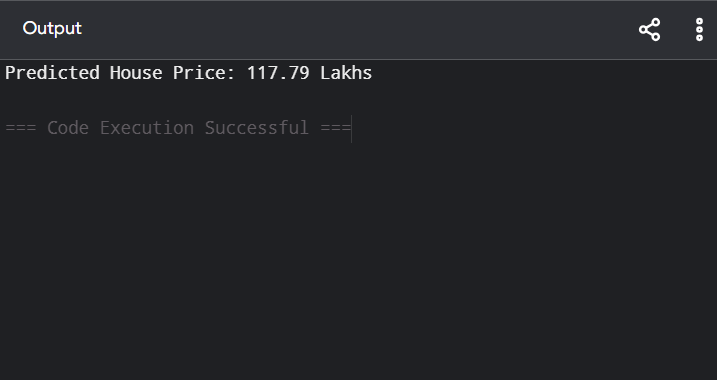 Output
Predicted House Price: 117.79 Lakhs
=== Code Execution Successful ===